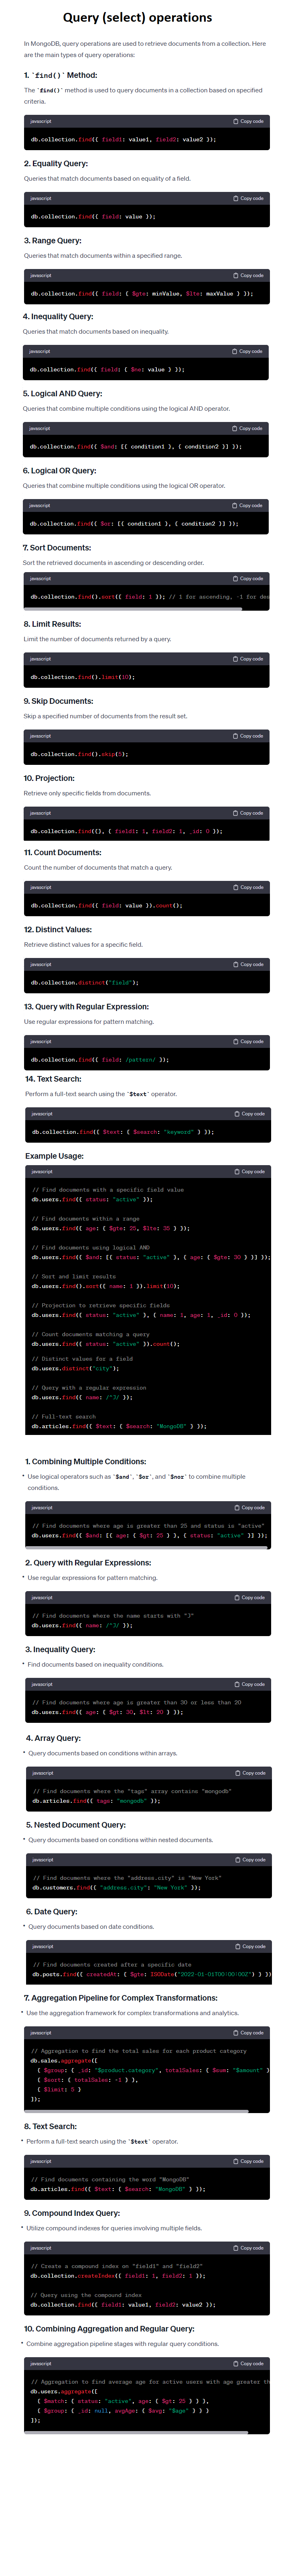 Query (select) operations
In MongoDB, query operations are used to retrieve documents from a collection. Here
are the main types of query operations:
1. `find()` Method:
The `find()` method is used to query documents in a collection based on specified
criteria.
javascript Copy code
db.collection.find({ field1: value1, field2: value2 });
2. Equality Query:
Queries that match documents based on equality of a field.
javascript Copy code
db.collection.find({ field: value });
3. Range Query:
Queries that match documents within a specified range.
javascript Copy code
db.collection.find({ field: { $gte: minValue, $lte: maxValue } });
4. Inequality Query:
Queries that match documents based on inequality.
javascript Copy code
db.collection.find({ field: { $ne: value } });
5. Logical AND Query:
Queries that combine multiple conditions using the logical AND operator.
javascript Copy code
db.collection.find({ $and: [{ condition1 }, { condition2 }] });
6. Logical OR Query:
Queries that combine multiple conditions using the logical OR operator.
javascript Copy code
db.collection.find({ $or: [{ condition1 }, { condition2 }] });
7. Sort Documents:
Sort the retrieved documents in ascending or descending order.
javascript Copy code
db.collection.find().sort({ field: 1 }); // 1 for ascending, -1 for des
8. Limit Results:
Limit the number of documents returned by a query.
javascript Copy code
db.collection.find().limit(10);
9. Skip Documents:
Skip a specified number of documents from the result set.
javascript Copy code
db.collection.find().skip(5);
10. Projection:
Retrieve only specific fields from documents.
javascript Copy code
db.collection.find({}, { field1: 1, field2: 1, _id: 0 });
11. Count Documents:
Count the number of documents that match a query.
javascript Copy code
db.collection.find({ field: value }).count();
12. Distinct Values:
Retrieve distinct values for a specific field.
javascript Copy code
db.collection.distinct("field");
13. Query with Regular Expression:
Use regular expressions for pattern matching.
javascript Copy code
db.collection.find({ field: /pattern/ });
14. Text Search:
Perform a full-text search using the `$text` operator.
javascript Copy code
db.collection.find({ $text: { $search: "keyword" } });
Example Usage:
javascript Copy code
// Find documents with a specific field value
db.users.find({ status: "active" });
// Find documents within a range
db.users.find({ age: { $gte: 25, $lte: 35 } });
// Find documents using logical AND
db.users.find({ $and: [{ status: "active" }, { age: { $gte: 30 } }] });
// Sort and limit results
db.users.find().sort({ name: 1 }).limit(10);
// Projection to retrieve specific fields
db.users.find({ status: "active" }, { name: 1, age: 1, _id: 0 });
// Count documents matching a query
db.users.find({ status: "active" }).count();
// Distinct values for a field
db.users.distinct("city");
// Query with a regular expression
db.users.find({ name: /^J/ });
// Full-text search
db.articles.find({ $text: { $search: "MongoDB" } });
1. Combining Multiple Conditions:
• Use logical operators such as `$and`, `$or`, and `$nor` to combine multiple
conditions.
javascript Copy code
// Find documents where age is greater than 25 and status is "active"
db.users.find({ $and: [{ age: { $gt: 25 } }, { status: "active" }] });
2. Query with Regular Expressions:
• Use regular expressions for pattern matching.
javascript Copy code
// Find documents where the name starts with "J"
db.users.find({ name: /^J/ });
3. Inequality Query:
• Find documents based on inequality conditions.
javascript Copy code
// Find documents where age is greater than 30 or less than 20
db.users.find({ age: { $gt: 30, $lt: 20 } });
4. Array Query:
• Query documents based on conditions within arrays.
javascript Copy code
// Find documents where the "tags" array contains "mongodb"
db.articles.find({ tags: "mongodb" });
5. Nested Document Query:
• Query documents based on conditions within nested documents.
javascript Copy code
// Find documents where the "address.city" is "New York"
db.customers.find({ "address.city": "New York" });
6. Date Query:
• Query documents based on date conditions.
javascript Copy code
// Find documents created after a specific date
db.posts.find({ createdAt: { $gte: ISODate("2022-01-01T00:00:00Z") } })
7. Aggregation Pipeline for Complex Transformations:
• Use the aggregation framework for complex transformations and analytics.
javascript Copy code
// Aggregation to find the total sales for each product category
db.sales.aggregate([
{ $group: { _id: "$product.category", totalSales: { $sum: "$amount" }
{ $sort: { totalSales: -1 } },
{ $limit: 5 }
]);
8. Text Search:
• Perform a full-text search using the `$text` operator.
javascript Copy code
// Find documents containing the word "MongoDB"
db.articles.find({ $text: { $search: "MongoDB" } });
9. Compound Index Query:
• Utilize compound indexes for queries involving multiple fields.
javascript Copy code
// Create a compound index on "field1" and "field2"
db.collection.createIndex({ field1: 1, field2: 1 });
// Query using the compound index
db.collection.find({ field1: value1, field2: value2 });
10. Combining Aggregation and Regular Query:
• Combine aggregation pipeline stages with regular query conditions.
javascript Copy code
// Aggregation to find average age for active users with age greater th
db.users.aggregate([
{ $match: { status: "active", age: { $gt: 25 } } },
{ $group: { _id: null, avgAge: { $avg: "$age" } } }
]);